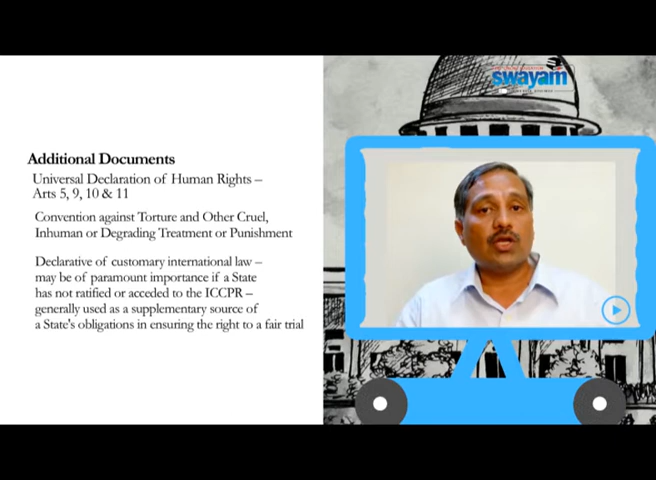 Additional Documents
Universal Declaration of Human Rights –
Arts 5, 9, 10 & 11
Convention against Torture and Other Cruel,
Inhuman or Degrading Treatment or Punishment
Declarative of customary international law –
may be of paramount importance if a State
has not ratified or acceded to the ICCPR –
generally used as a supplementary source of
a State's obligations in ensuring the right to a fair trial
swayam